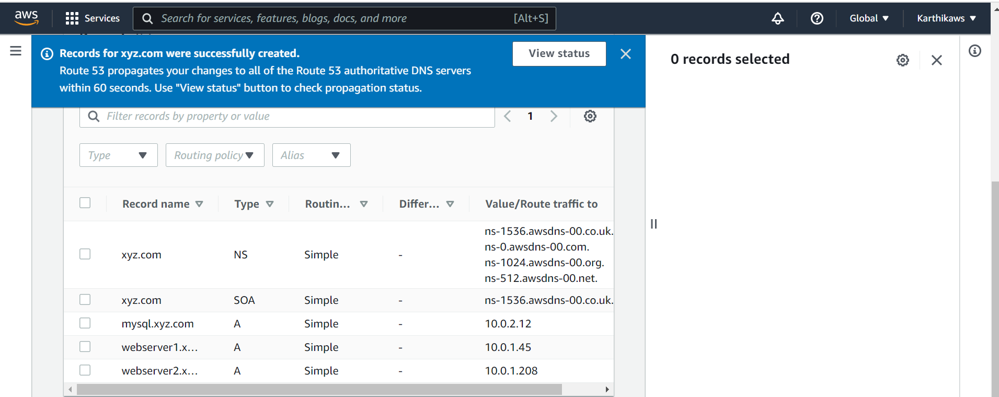 aws Services Search for services, features, blogs, docs, and more [Alt+S] Global Karthikaws
Records for xyz.com were successfully created.
View status
Route 53 propagates your changes to all of the Route 53 authoritative DNS servers
within 60 seconds. Use "View status" button to check propagation status.
0 records selected
Filter records by property or value
1
Type Routing policy Alias
Record name Type Routin... Differ... Value/Route traffic to
xyz.com NS Simple - ns-1536.awsdns-00.co.uk.
ns-0.awsdns-00.com.
ns-1024.awsdns-00.org.
ns-512.awsdns-00.net.
xyz.com SOA Simple - ns-1536.awsdns-00.co.uk.
mysql.xyz.com A Simple - 10.0.2.12
webserver1.x... A Simple - 10.0.1.45
webserver2.x... A Simple - 10.0.1.208